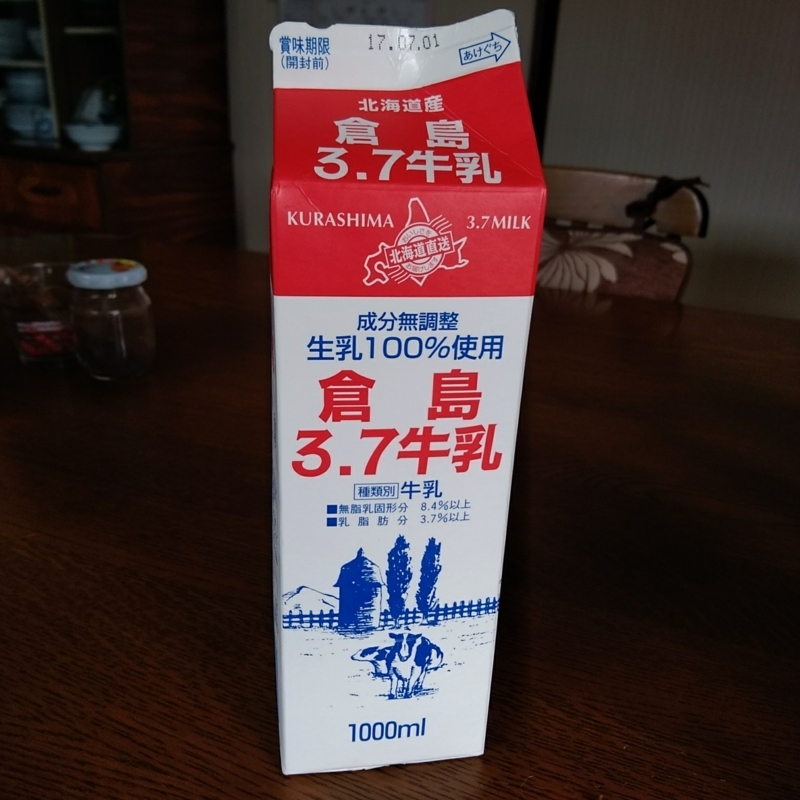 賞味期限
(開封前)
17.07.01
あけぐち
北海道産
倉島
3.7牛乳
KURASHIMA
3.7 MILK
北海道直送
成分無調整
生乳100%使用
倉島
3.7牛乳
種類別 牛乳
■無脂乳固形分 8.4%以上
■乳脂肪分 3.7%以上
1000ml